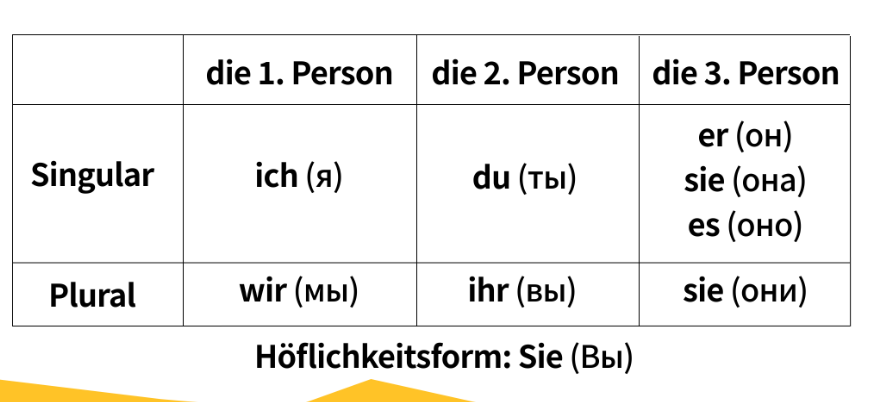 die 1. Person die 2. Person die 3. Person
Singular ich (я) du (ты) er (он)
sie (она)
es (оно)
Plural wir (мы) ihr (вы) sie (они)
Höflichkeitsform: Sie (Вы)